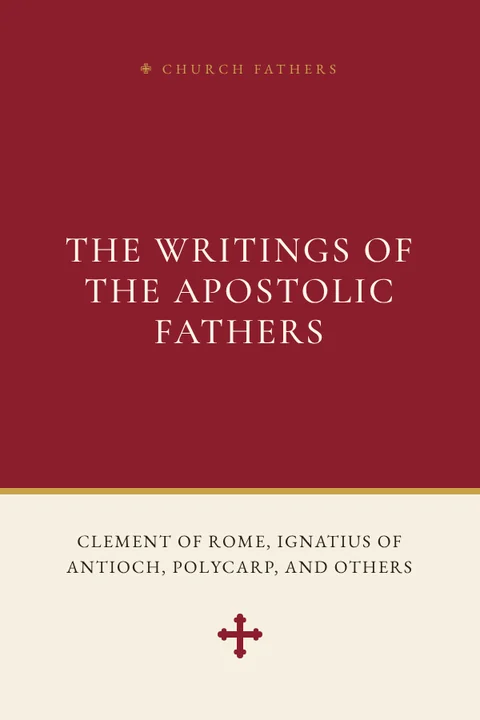 CHURCH FATHERS
THE WRITINGS OF
THE APOSTOLIC
FATHERS
CLEMENT OF ROME, IGNATIUS OF
ANTIOCH, POLYCARP, AND OTHERS